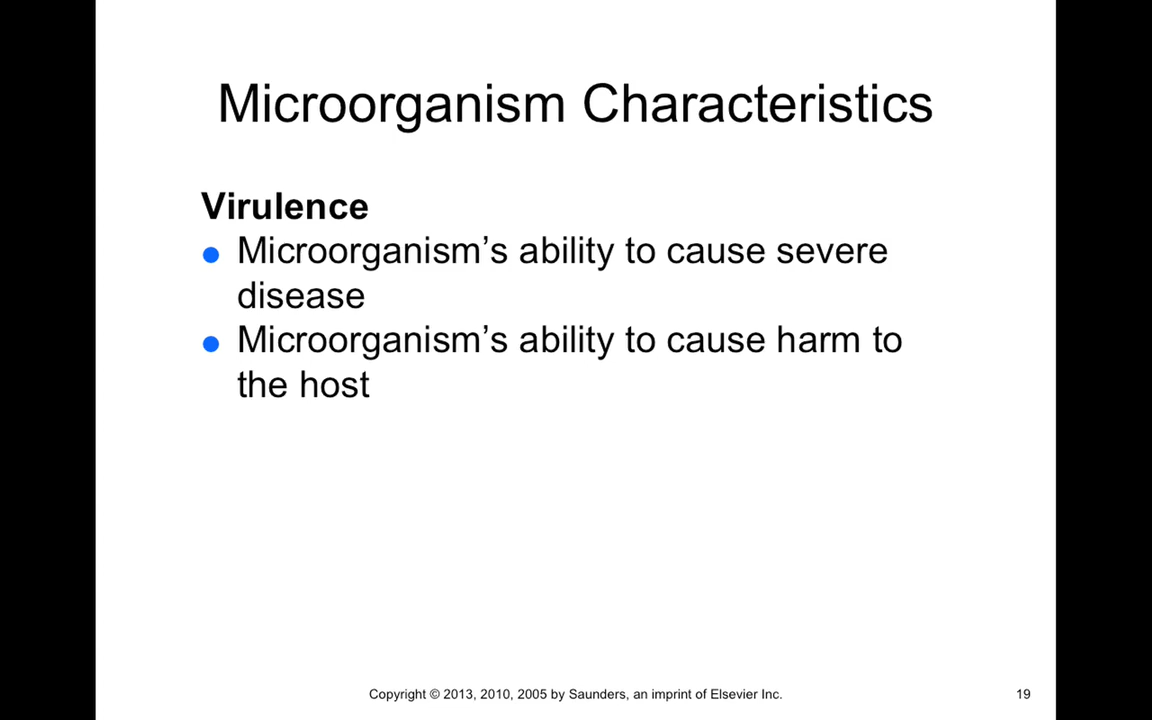 Microorganism Characteristics
Virulence
● Microorganism’s ability to cause severe
disease
● Microorganism’s ability to cause harm to
the host
Copyright © 2013, 2010, 2005 by Saunders, an imprint of Elsevier Inc.
19